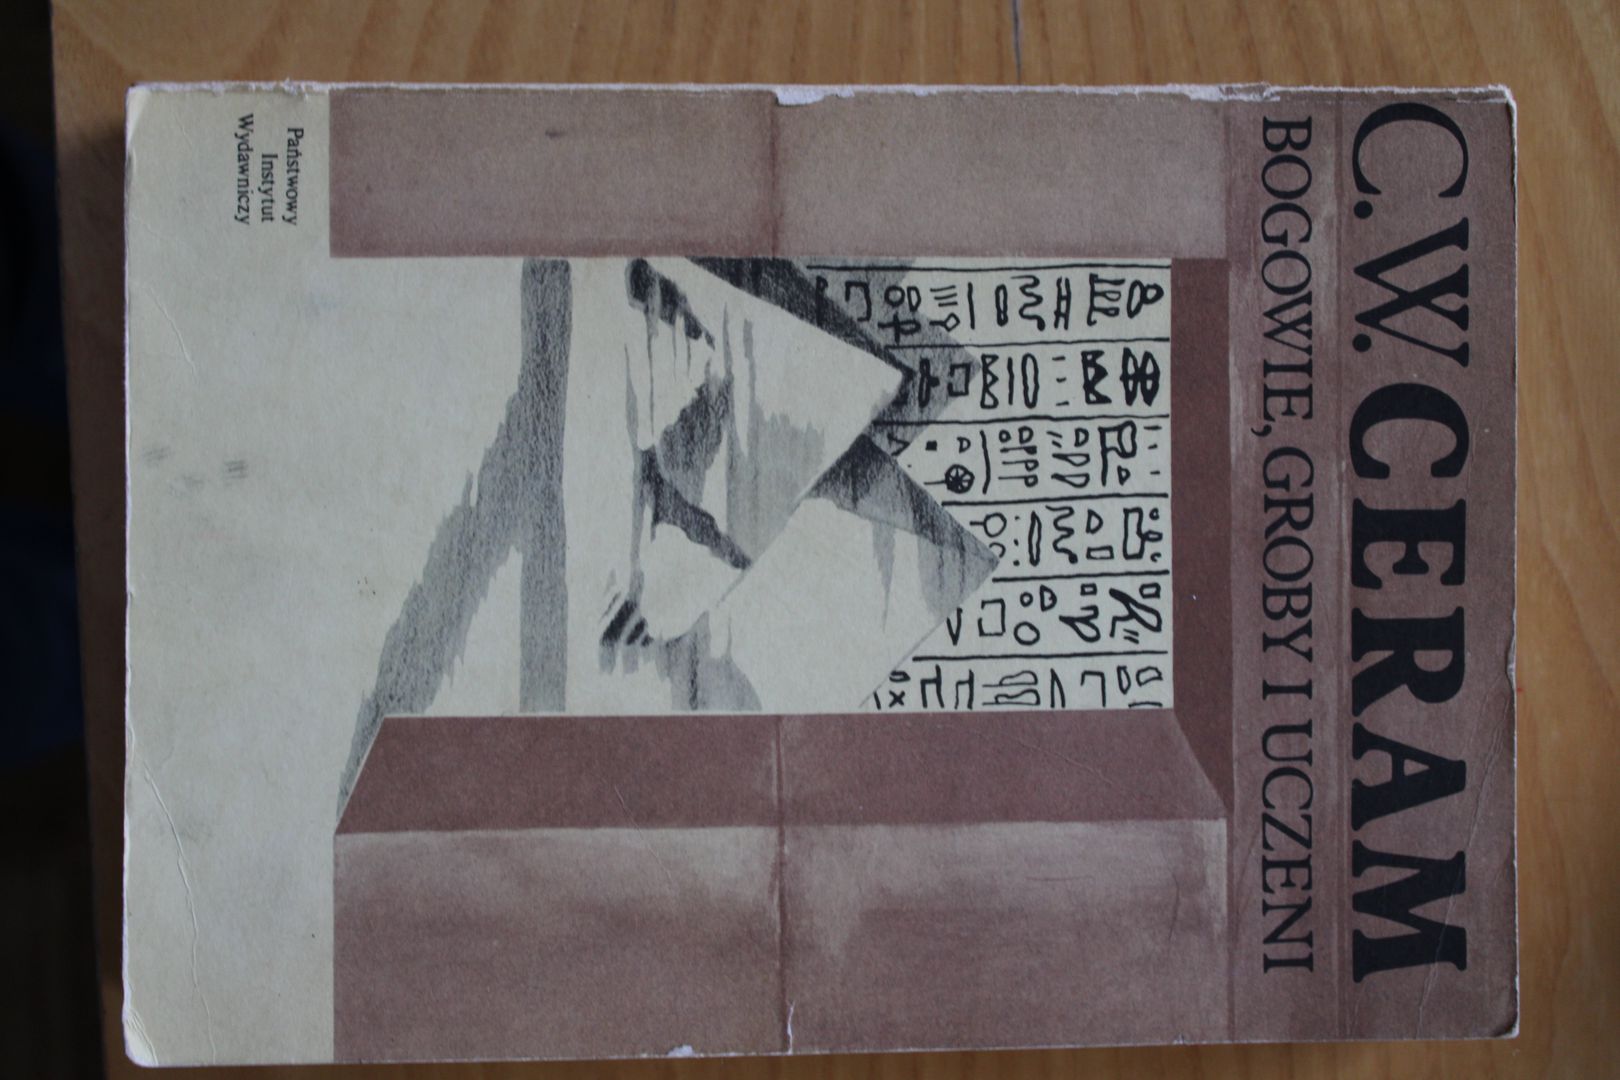 C.W. CERAM
BOGOWIE, GROBY I UCZENI
Państwowy
Instytut
Wydawniczy